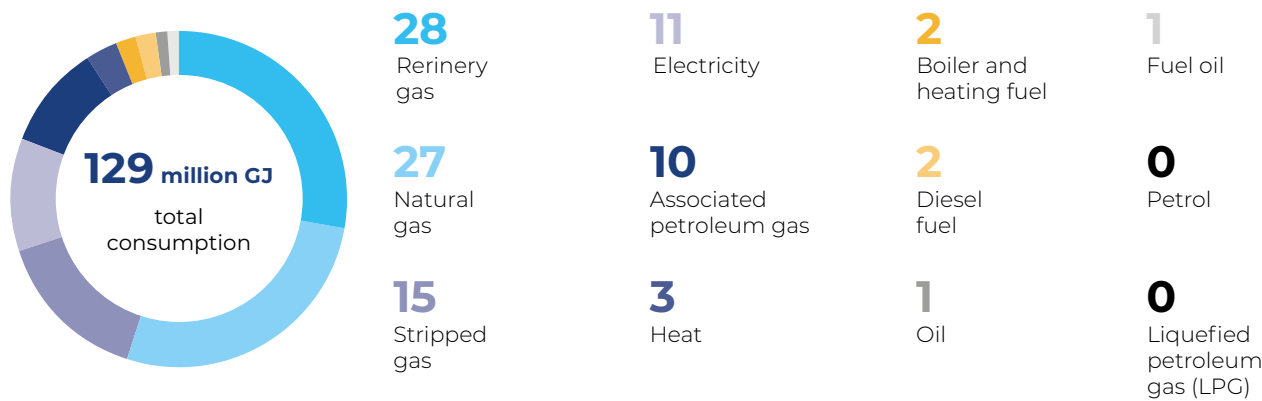 129 million GJ
total
consumption
28
Rerinery
gas
11
Electricity
2
Boiler and
heating fuel
1
Fuel oil
27
Natural
gas
10
Associated
petroleum gas
2
Diesel
fuel
0
Petrol
15
Stripped
gas
3
Heat
1
Oil
0
Liquefied
petroleum
gas (LPG)